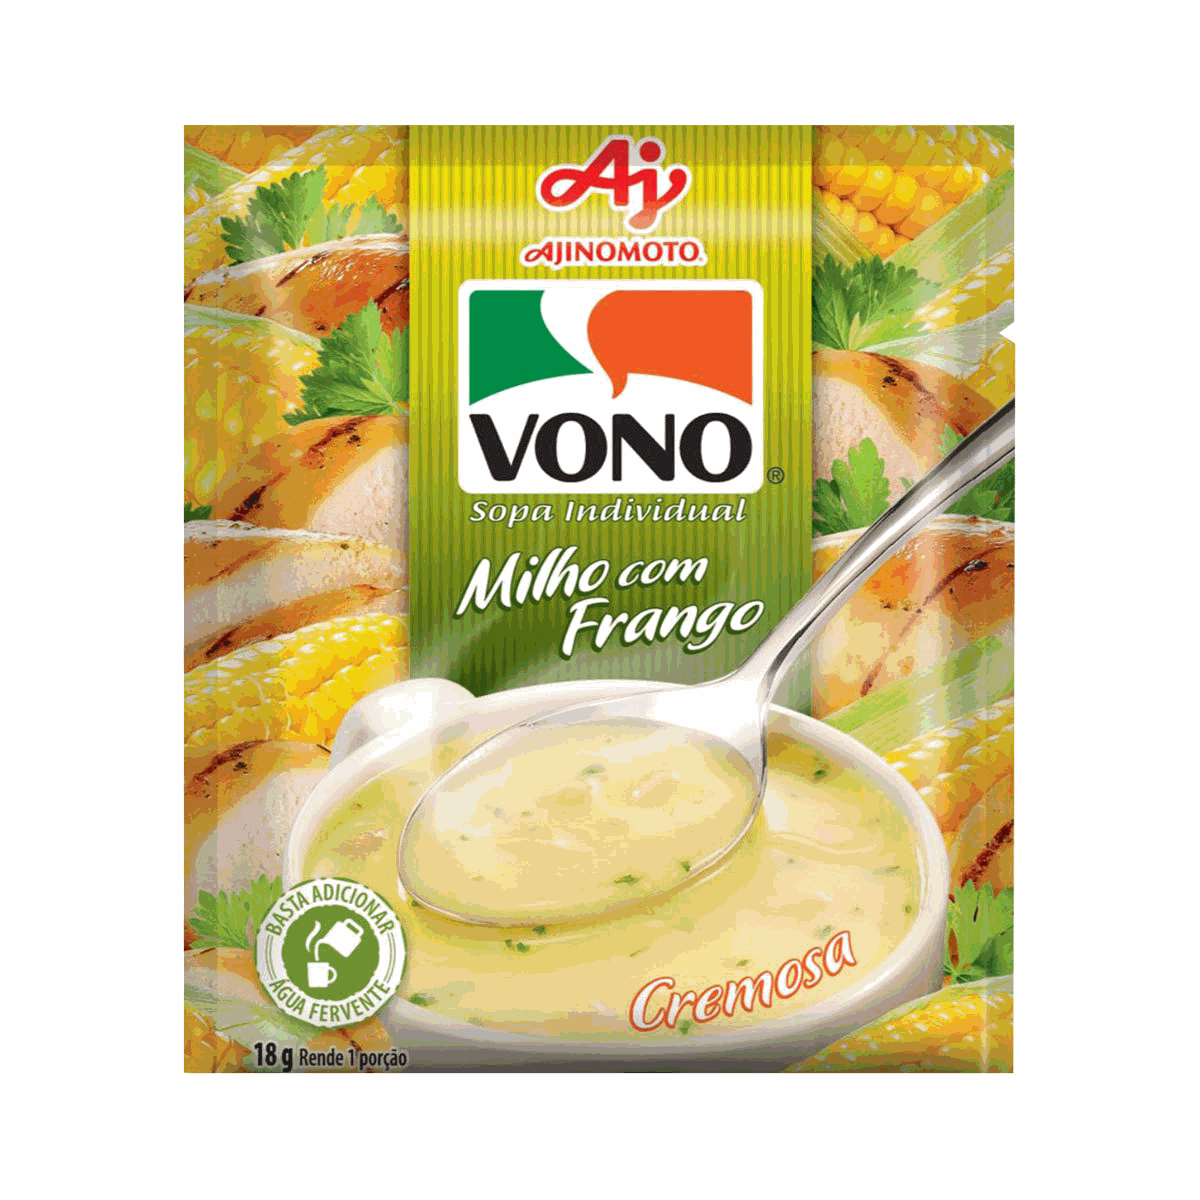 Aj
AJINOMOTO®
VONO®
Sopa Individual
Milho com
Frango
BASTA ADICIONAR
ÁGUA FERVENTE
Cremosa
18 g Rende 1 porção